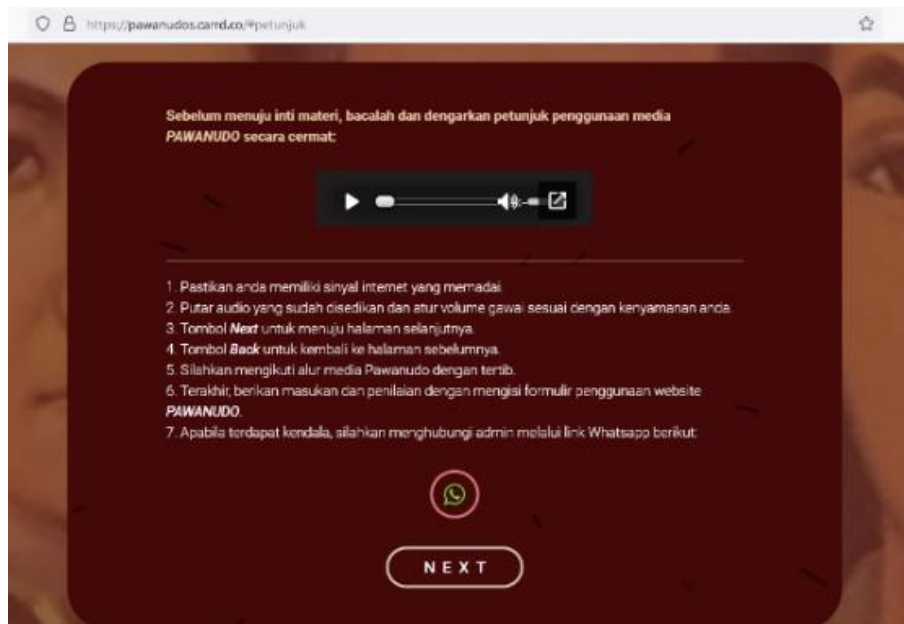 https://pawanudos.carrd.co/#petunjuk
Sebelum menuju inti materi, bacalah dan dengarkan petunjuk penggunaan media
PAWANUDO secara cermat:
1. Pastikan anda memiliki sinyal internet yang memadai.
2. Putar audio yang sudah disedikan dan atur volume gawai sesuai dengan kenyamanan anda.
3. Tombol Next untuk menuju halaman selanjutnya.
4. Tombol Back untuk kembali ke halaman sebelumnya.
5. Silahkan mengikuti alur media Pawanudo dengan tertib.
6. Terakhir, berikan masukan dan penilaian dengan mengisi formulir penggunaan website
PAWANUDO.
7. Apabila terdapat kendala, silahkan menghubungi admin melalui link Whatsapp berikut:
NEXT